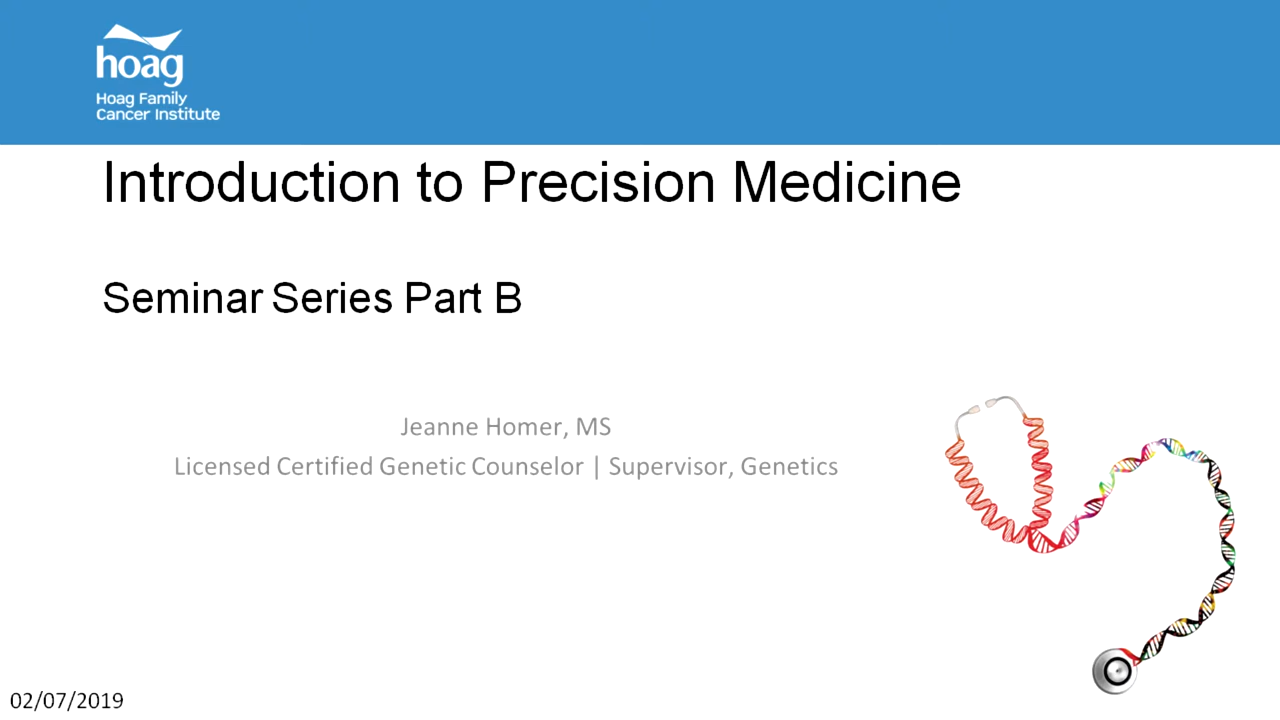 hoag
Hoag Family
Cancer Institute
Introduction to Precision Medicine
Seminar Series Part B
Jeanne Homer, MS
Licensed Certified Genetic Counselor | Supervisor, Genetics
02/07/2019